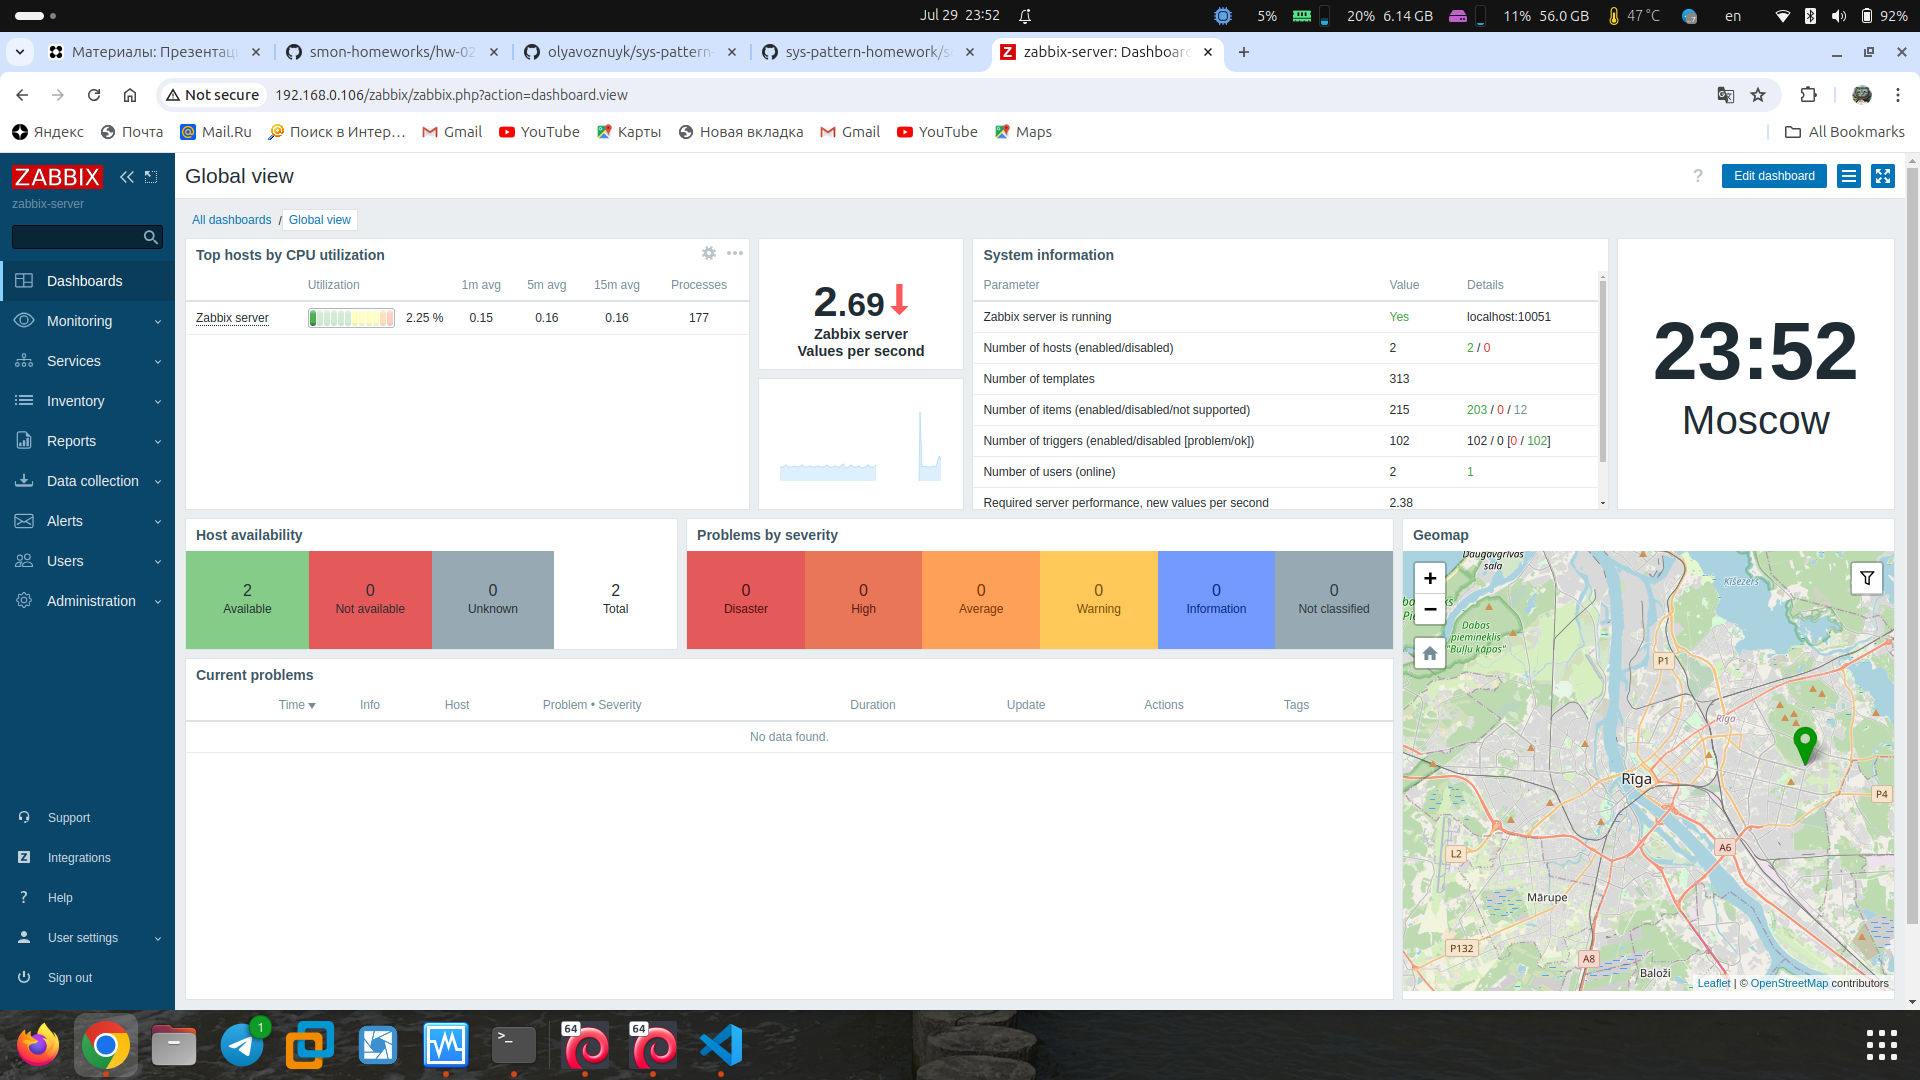 Jul 29 23:52
5%
20% 6.14 GB
11% 56.0 GB
47°C
en
92%
Материалы: Презентац
smon-homeworks/hw-02
olyavoznuyk/sys-pattern-
sys-pattern-homework/s
zabbix-server: Dashboard
Not secure
192.168.0.106/zabbix/zabbix.php?action=dashboard.view
Яндекс
Почта
Mail.Ru
Поиск в Интер…
Gmail
YouTube
Карты
Новая вкладка
Gmail
YouTube
Maps
All Bookmarks
ZABBIX
zabbix-server
Dashboards
Monitoring
Services
Inventory
Reports
Data collection
Alerts
Users
Administration
Support
Integrations
Help
User settings
Sign out
Global view
? Edit dashboard
All dashboards / Global view
Top hosts by CPU utilization
Utilization 1m avg 5m avg 15m avg Processes
Zabbix server 2.25 % 0.15 0.16 0.16 177
2.69
Zabbix server
Values per second
System information
Parameter Value Details
Zabbix server is running Yes localhost:10051
Number of hosts (enabled/disabled) 2 2 / 0
Number of templates 313
Number of items (enabled/disabled/not supported) 215 203 / 0 / 12
Number of triggers (enabled/disabled [problem/ok]) 102 102 / 0 [0 / 102]
Number of users (online) 2 1
Required server performance, new values per second 2.38
23:52
Moscow
Host availability
2 Available
0 Not available
0 Unknown
2 Total
Problems by severity
0 Disaster
0 High
0 Average
0 Warning
0 Information
0 Not classified
Current problems
Time Info Host Problem • Severity Duration Update Actions Tags
No data found.
Geomap
+
−
Daugavgrīvas
sala
Ķīšezers
Dabas
piemineklis
"Buļļu kāpas"
P1
Rīga
Rīga
P4
A6
L2
Mārupe
P132
A8
Baloži
Leaflet | © OpenStreetMap contributors
1
64
64